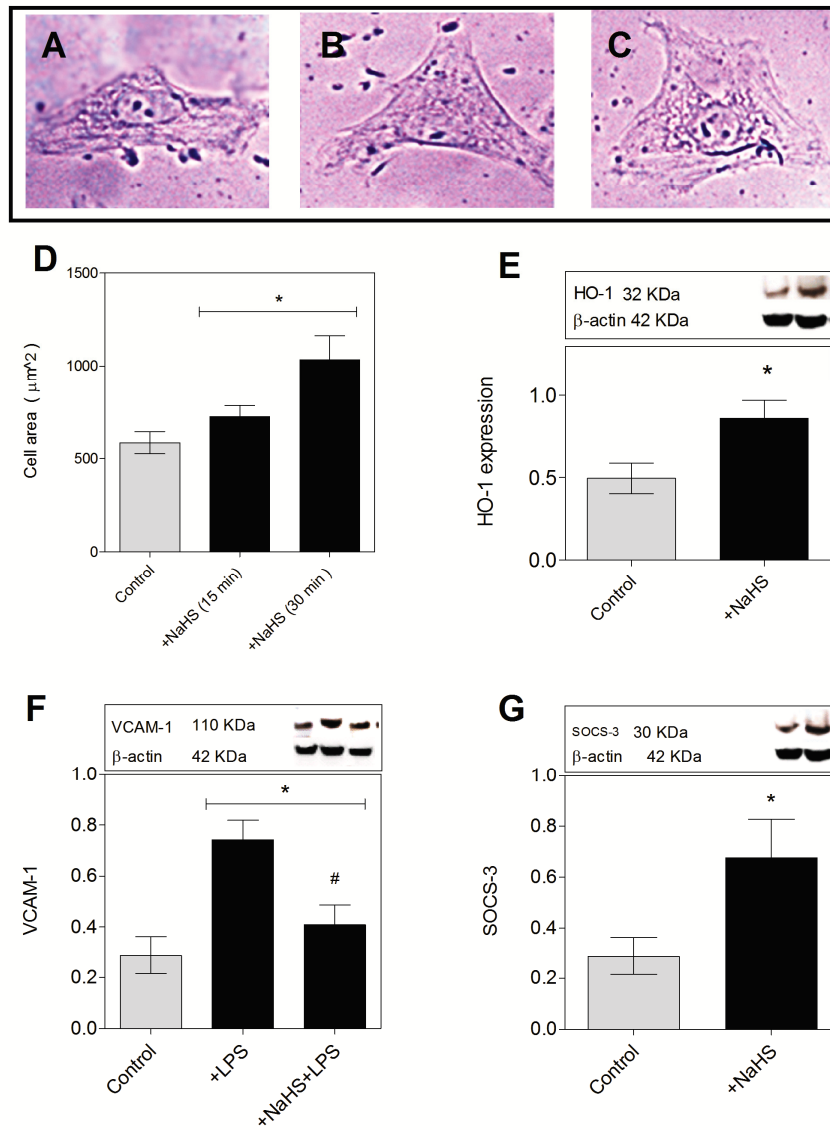 A
B
C
D
1500
1000
500
0
Cell area ( μm^2)
*
Control
+NaHS (15 min)
+NaHS (30 min )
E
HO-1 32 KDa
β-actin 42 KDa
1.0
0.5
0.0
HO-1 expression
*
Control
+NaHS
F
VCAM-1 110 KDa
β-actin 42 KDa
1.0
0.8
0.6
0.4
0.2
0.0
VCAM-1
*
#
Control
+LPS
+NaHS+LPS
G
SOCS-3 30 KDa
β-actin 42 KDa
1.0
0.8
0.6
0.4
0.2
0.0
SOCS-3
*
Control
+NaHS